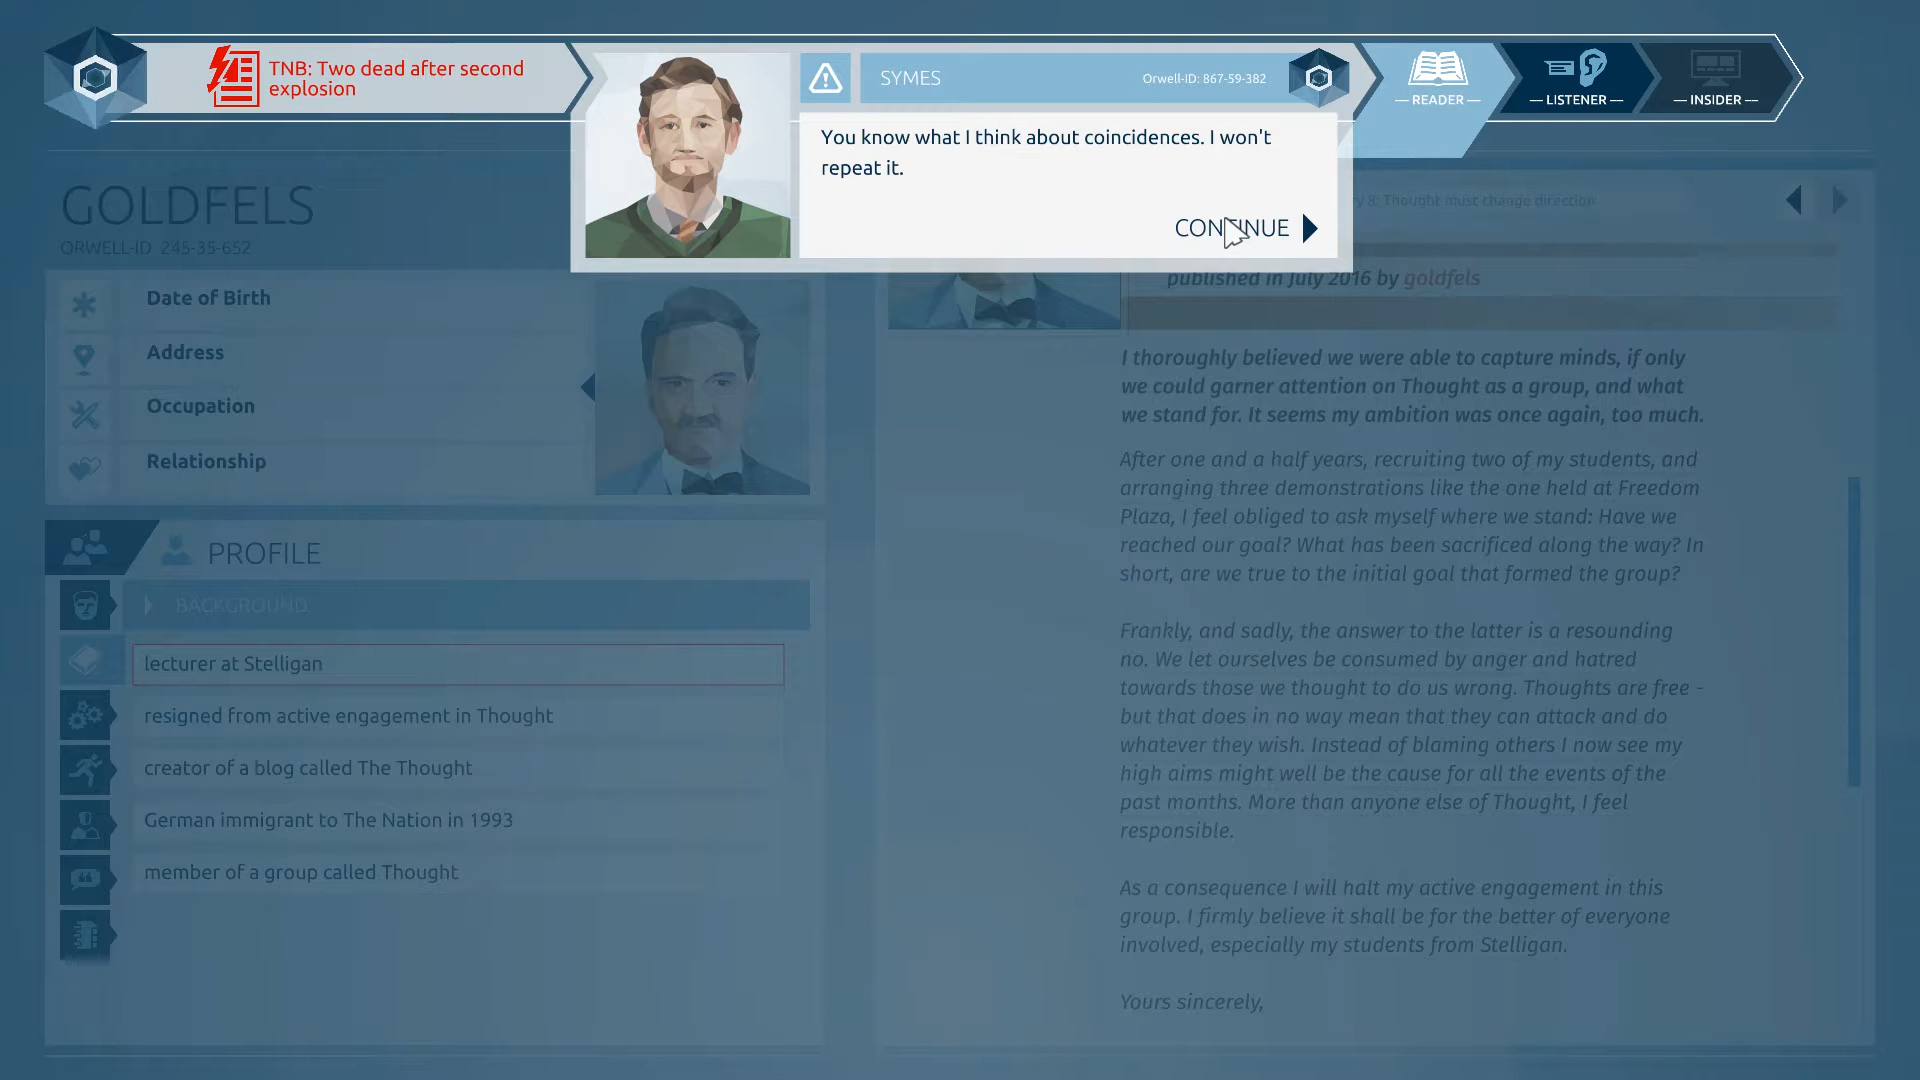 TNB: Two dead after second
explosion
SYMES
Orwell-ID: 867-59-382
READER
LISTENER
INSIDER
You know what I think about coincidences. I won't
repeat it.
CONTINUE
GOLDFELS
ORWELL-ID 245-35-652
Date of Birth
Address
Occupation
Relationship
PROFILE
BACKGROUND
lecturer at Stelligan
resigned from active engagement in Thought
creator of a blog called The Thought
German immigrant to The Nation in 1993
member of a group called Thought
8: Thought must change direction
published in July 2016 by goldfels
I thoroughly believed we were able to capture minds, if only
we could garner attention on Thought as a group, and what
we stand for. It seems my ambition was once again, too much.
After one and a half years, recruiting two of my students, and
arranging three demonstrations like the one held at Freedom
Plaza, I feel obliged to ask myself where we stand: Have we
reached our goal? What has been sacrificed along the way? In
short, are we true to the initial goal that formed the group?
Frankly, and sadly, the answer to the latter is a resounding
no. We let ourselves be consumed by anger and hatred
towards those we thought to do us wrong. Thoughts are free -
but that does in no way mean that they can attack and do
whatever they wish. Instead of blaming others I now see my
high aims might well be the cause for all the events of the
past months. More than anyone else of Thought, I feel
responsible.
As a consequence I will halt my active engagement in this
group. I firmly believe it shall be for the better of everyone
involved, especially my students from Stelligan.
Yours sincerely,